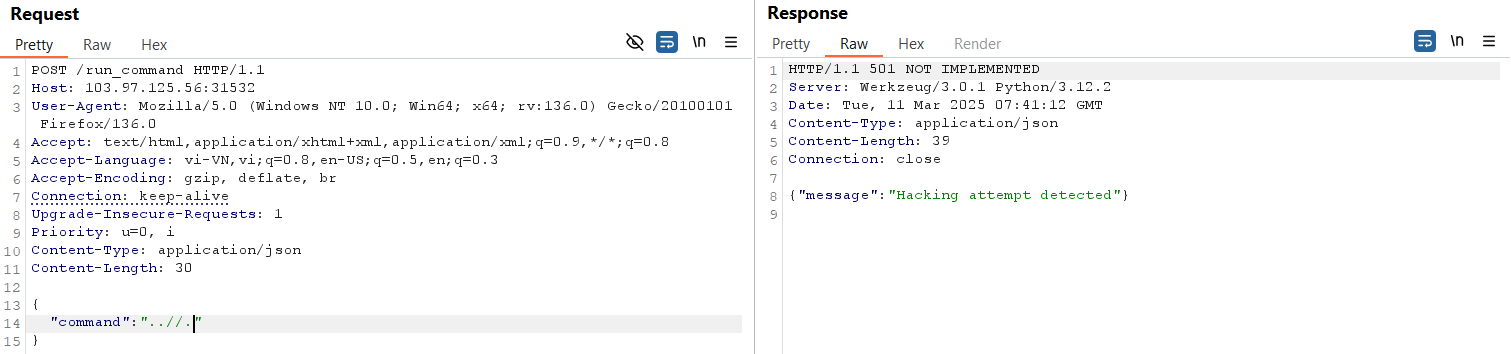 Request
Pretty Raw Hex
\n
1 POST /run_command HTTP/1.1
2 Host: 103.97.125.56:31532
3 User-Agent: Mozilla/5.0 (Windows NT 10.0; Win64; x64; rv:136.0) Gecko/20100101
Firefox/136.0
4 Accept: text/html,application/xhtml+xml,application/xml;q=0.9,*/*;q=0.8
5 Accept-Language: vi-VN,vi;q=0.8,en-US;q=0.5,en;q=0.3
6 Accept-Encoding: gzip, deflate, br
7 Connection: keep-alive
8 Upgrade-Insecure-Requests: 1
9 Priority: u=0, i
10 Content-Type: application/json
11 Content-Length: 30
12
13 {
14 "command":"..//."
15 }
Response
Pretty Raw Hex Render
\n
1 HTTP/1.1 501 NOT IMPLEMENTED
2 Server: Werkzeug/3.0.1 Python/3.12.2
3 Date: Tue, 11 Mar 2025 07:41:12 GMT
4 Content-Type: application/json
5 Content-Length: 39
6 Connection: close
7
8 {"message":"Hacking attempt detected"}
9